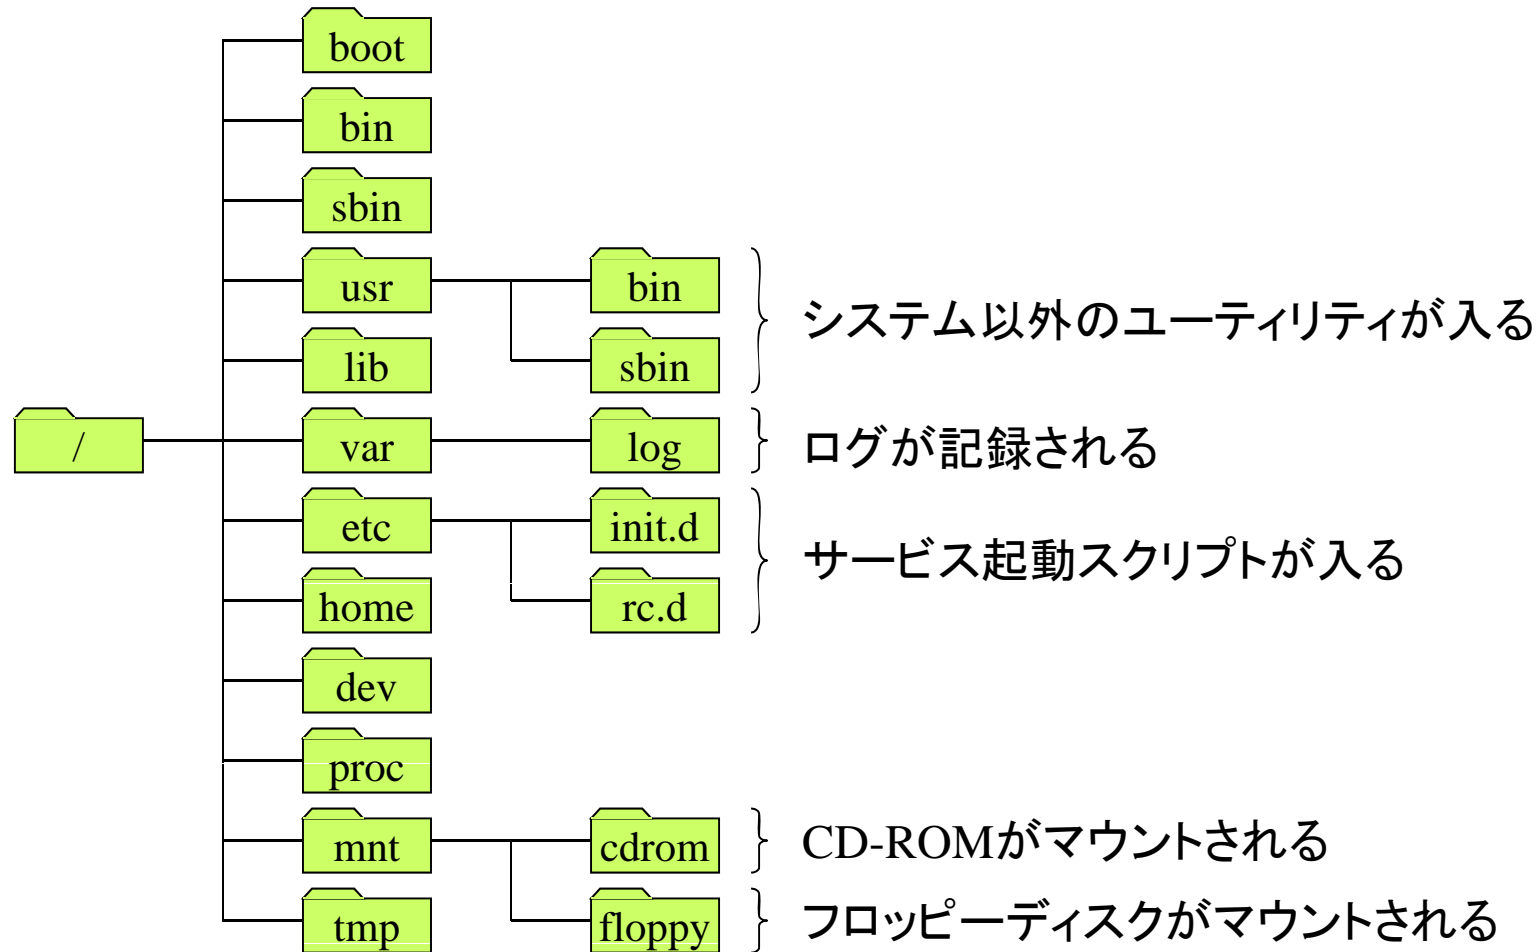 boot
bin
sbin
usr
bin
システム以外のユーティリティが入る
lib
sbin
/
var
log
ログが記録される
etc
init.d
サービス起動スクリプトが入る
home
rc.d
dev
proc
mnt
cdrom
CD-ROMがマウントされる
tmp
floppy
フロッピーディスクがマウントされる